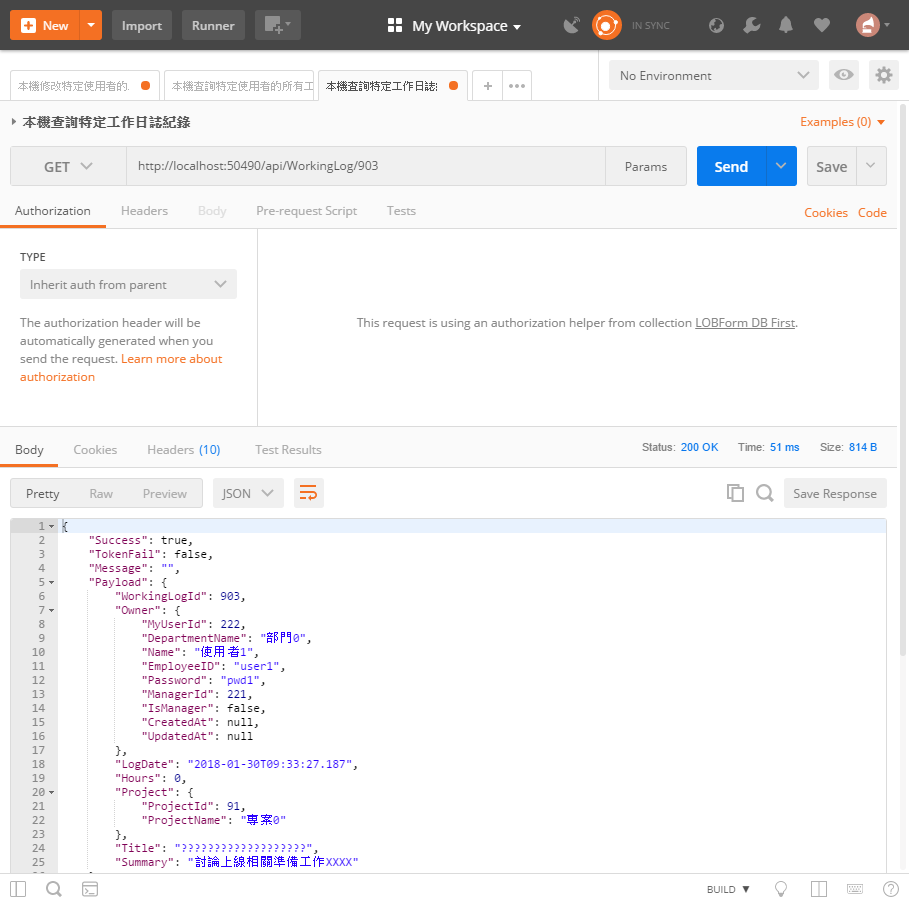 New Import Runner My Workspace IN SYNC
本機修改特定使用者的. 本機查詢特定使用者的所有工 本機查詢特定工作日誌 No Environment
本機查詢特定工作日誌紀錄 Examples (0)
GET http://localhost:50490/api/WorkingLog/903 Params Send Save
Authorization Headers Body Pre-request Script Tests Cookies Code
TYPE
Inherit auth from parent
The authorization header will be
automatically generated when you
send the request. Learn more about
authorization
This request is using an authorization helper from collection LOBForm DB First.
Body Cookies Headers (10) Test Results Status: 200 OK Time: 51 ms Size: 814 B
Pretty Raw Preview JSON Save Response
1 {
2 "Success": true,
3 "TokenFail": false,
4 "Message": "",
5 "Payload": {
6 "WorkingLogId": 903,
7 "Owner": {
8 "MyUserId": 222,
9 "DepartmentName": "部門0",
10 "Name": "使用者1",
11 "EmployeeID": "user1",
12 "Password": "pwd1",
13 "ManagerId": 221,
14 "IsManager": false,
15 "CreatedAt": null,
16 "UpdatedAt": null
17 },
18 "LogDate": "2018-01-30T09:33:27.187",
19 "Hours": 0,
20 "Project": {
21 "ProjectId": 91,
22 "ProjectName": "專案0"
23 },
24 "Title": "???????????????????",
25 "Summary": "討論上線相關準備工作XXXX"
BUILD